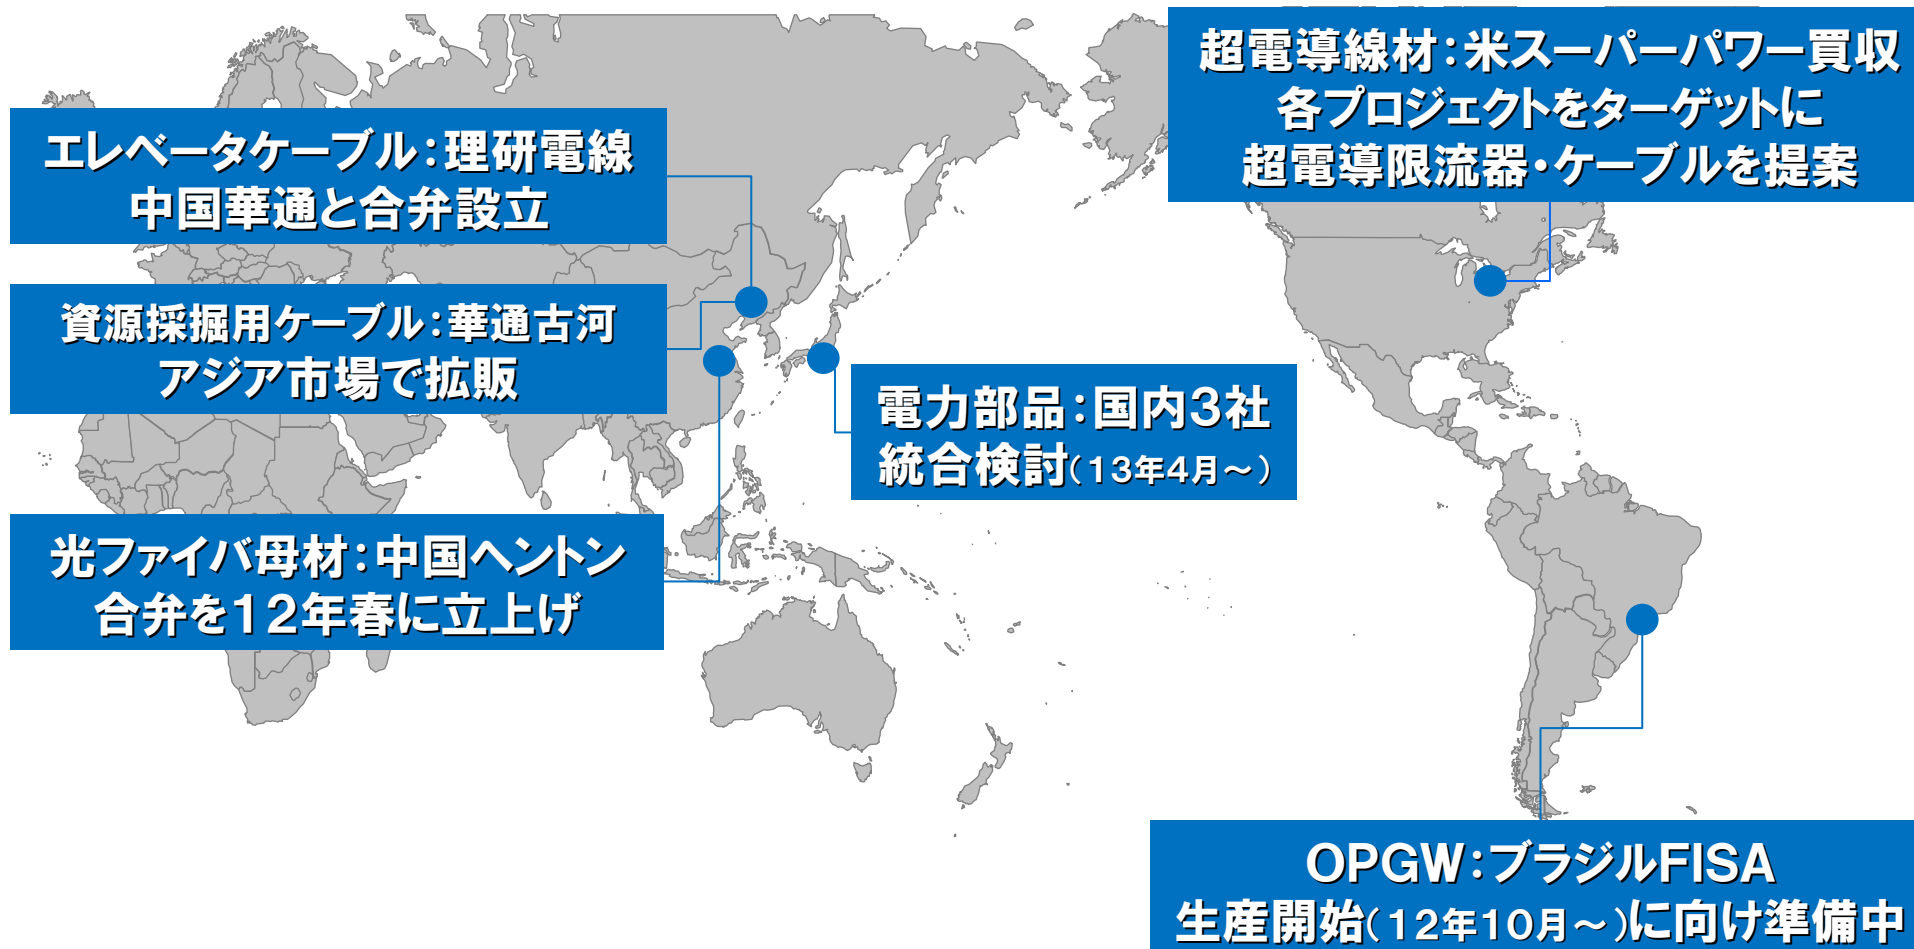 超電導線材：米スーパーパワー買収
各プロジェクトをターゲットに
超電導限流器・ケーブルを提案
エレベータケーブル：理研電線
中国華通と合弁設立
資源採掘用ケーブル：華通古河
アジア市場で拡販
電力部品：国内３社
統合検討（１３年４月～）
光ファイバ母材：中国ヘントン
合弁を１２年春に立上げ
ＯＰＧＷ：ブラジルＦＩＳＡ
生産開始（１２年１０月～）に向け準備中